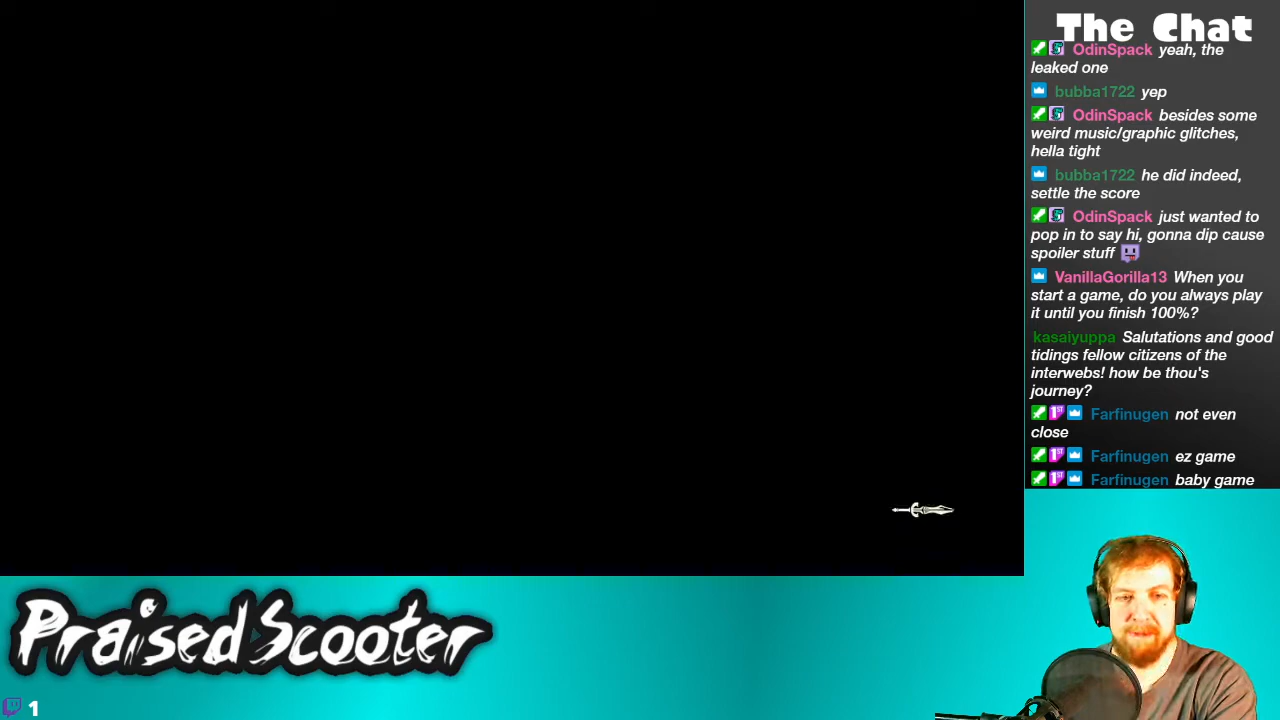 The Chat
OdinSpack yeah, the
leaked one
bubba1722 yep
OdinSpack besides some
weird music/graphic glitches,
hella tight
bubba1722 he did indeed,
settle the score
OdinSpack just wanted to
pop in to say hi, gonna dip cause
spoiler stuff
VanillaGorilla13 When you
start a game, do you always play
it until you finish 100%?
kasaiyuppa Salutations and good
tidings fellow citizens of the
interwebs! how be thou's
journey?
1ST Farfinugen not even
close
1ST Farfinugen ez game
1ST Farfinugen baby game
PraisedScooter
1